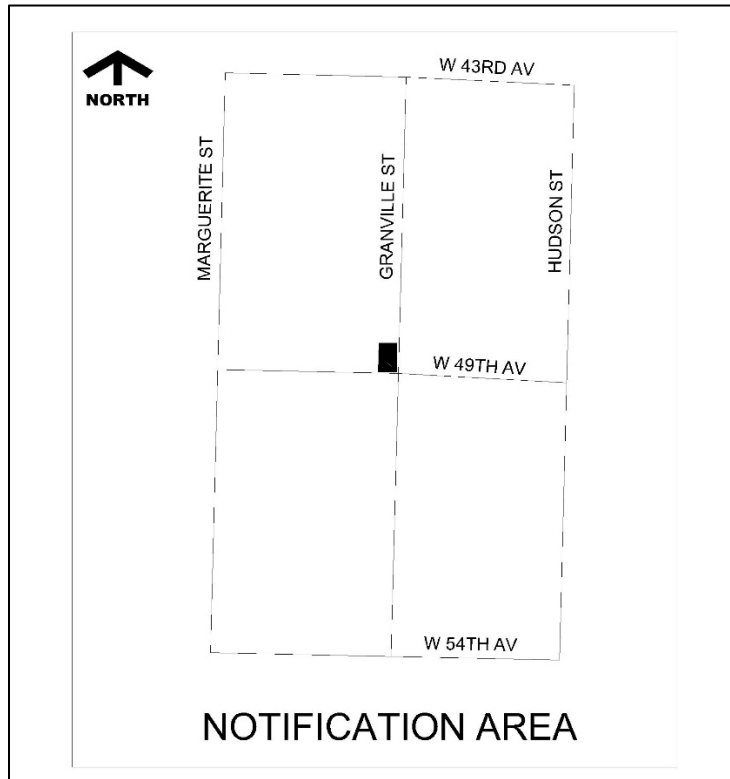 W 43RD AV
NORTH
MARGUERITE ST
GRANVILLE ST
HUDSON ST
W 49TH AV
W 54TH AV
NOTIFICATION AREA